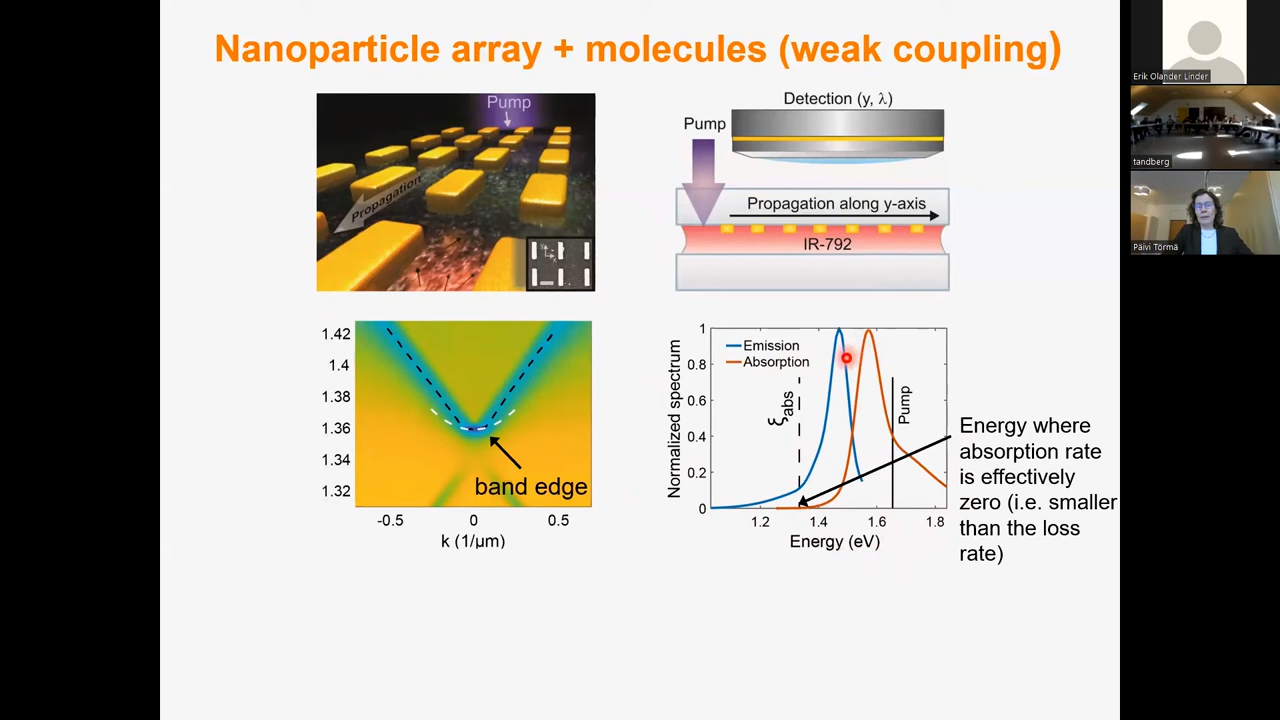 Nanoparticle array + molecules (weak coupling)
Pump
Propagation
Detection (y, λ)
Pump
Propagation along y-axis
IR-792
1.42
1.4
1.38
1.36
1.34
1.32
band edge
-0.5
0
0.5
k (1/μm)
Normalized spectrum
1
0.8
0.6
0.4
0.2
0
Emission
Absorption
ξabs
Pump
1.2
1.4
1.6
1.8
Energy (eV)
Energy where
absorption rate
is effectively
zero (i.e. smaller
than the loss
rate)
Erik Olander Linder
tandberg
Päivi Törmä